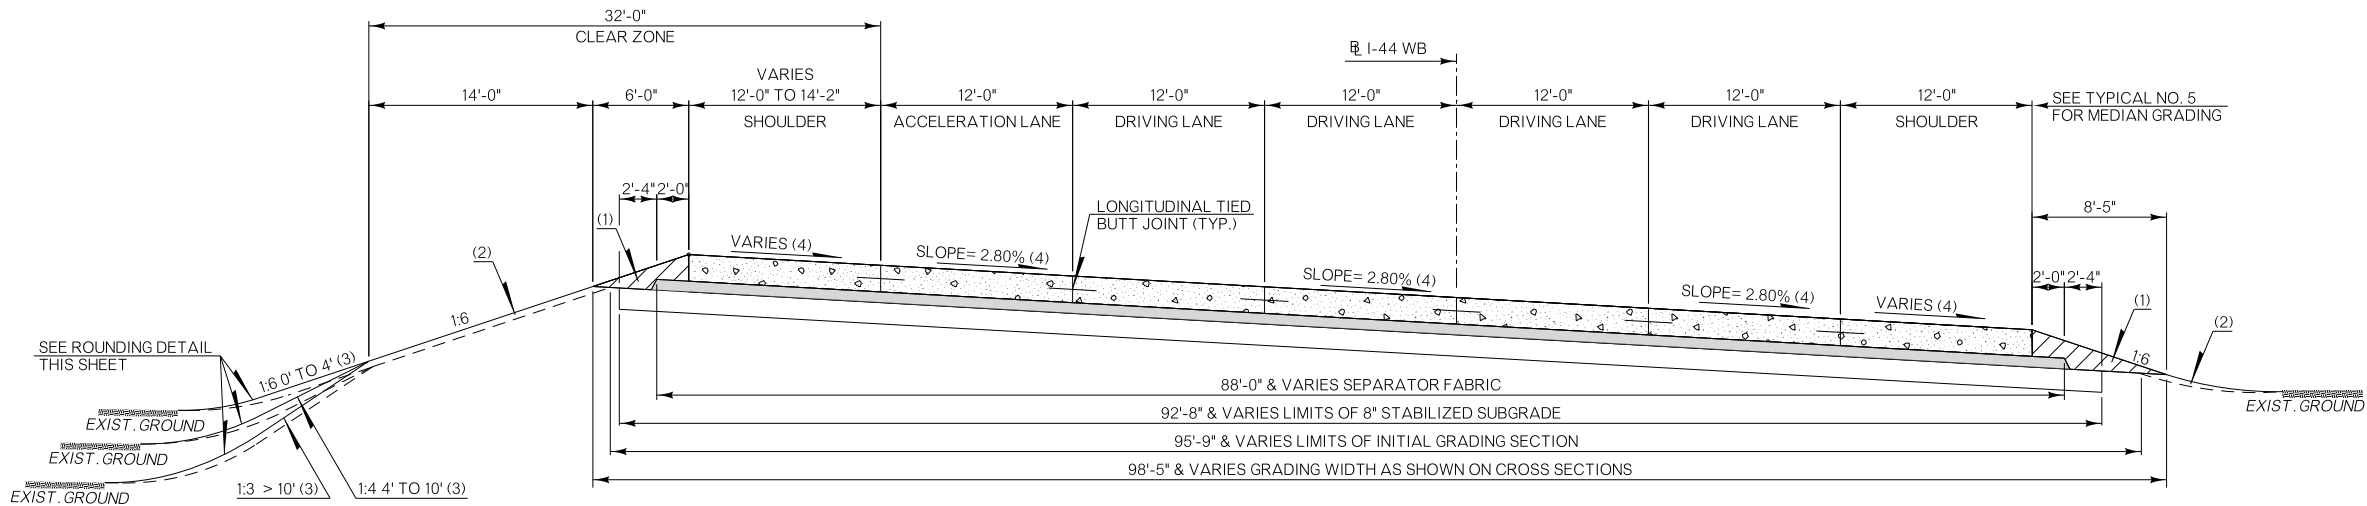 32'-0"
CLEAR ZONE
℄ I-44 WB
VARIES
14'-0"
6'-0"
12'-0" TO 14'-2"
12'-0"
12'-0"
12'-0"
12'-0"
12'-0"
12'-0"
SEE TYPICAL NO. 5
FOR MEDIAN GRADING
SHOULDER
ACCELERATION LANE
DRIVING LANE
DRIVING LANE
DRIVING LANE
DRIVING LANE
SHOULDER
2'-4"
2'-0"
LONGITUDINAL TIED
BUTT JOINT (TYP.)
8'-5"
(1)
(2)
VARIES (4)
SLOPE= 2.80% (4)
SLOPE= 2.80% (4)
SLOPE= 2.80% (4)
VARIES (4)
2'-0"
2'-4"
(1)
(2)
1:6
1:6
SEE ROUNDING DETAIL
THIS SHEET
1:6 0' TO 4' (3)
EXIST. GROUND
EXIST. GROUND
EXIST. GROUND
EXIST. GROUND
1:3 > 10' (3)
1:4 4' TO 10' (3)
88'-0" & VARIES SEPARATOR FABRIC
92'-8" & VARIES LIMITS OF 8" STABILIZED SUBGRADE
95'-9" & VARIES LIMITS OF INITIAL GRADING SECTION
98'-5" & VARIES GRADING WIDTH AS SHOWN ON CROSS SECTIONS